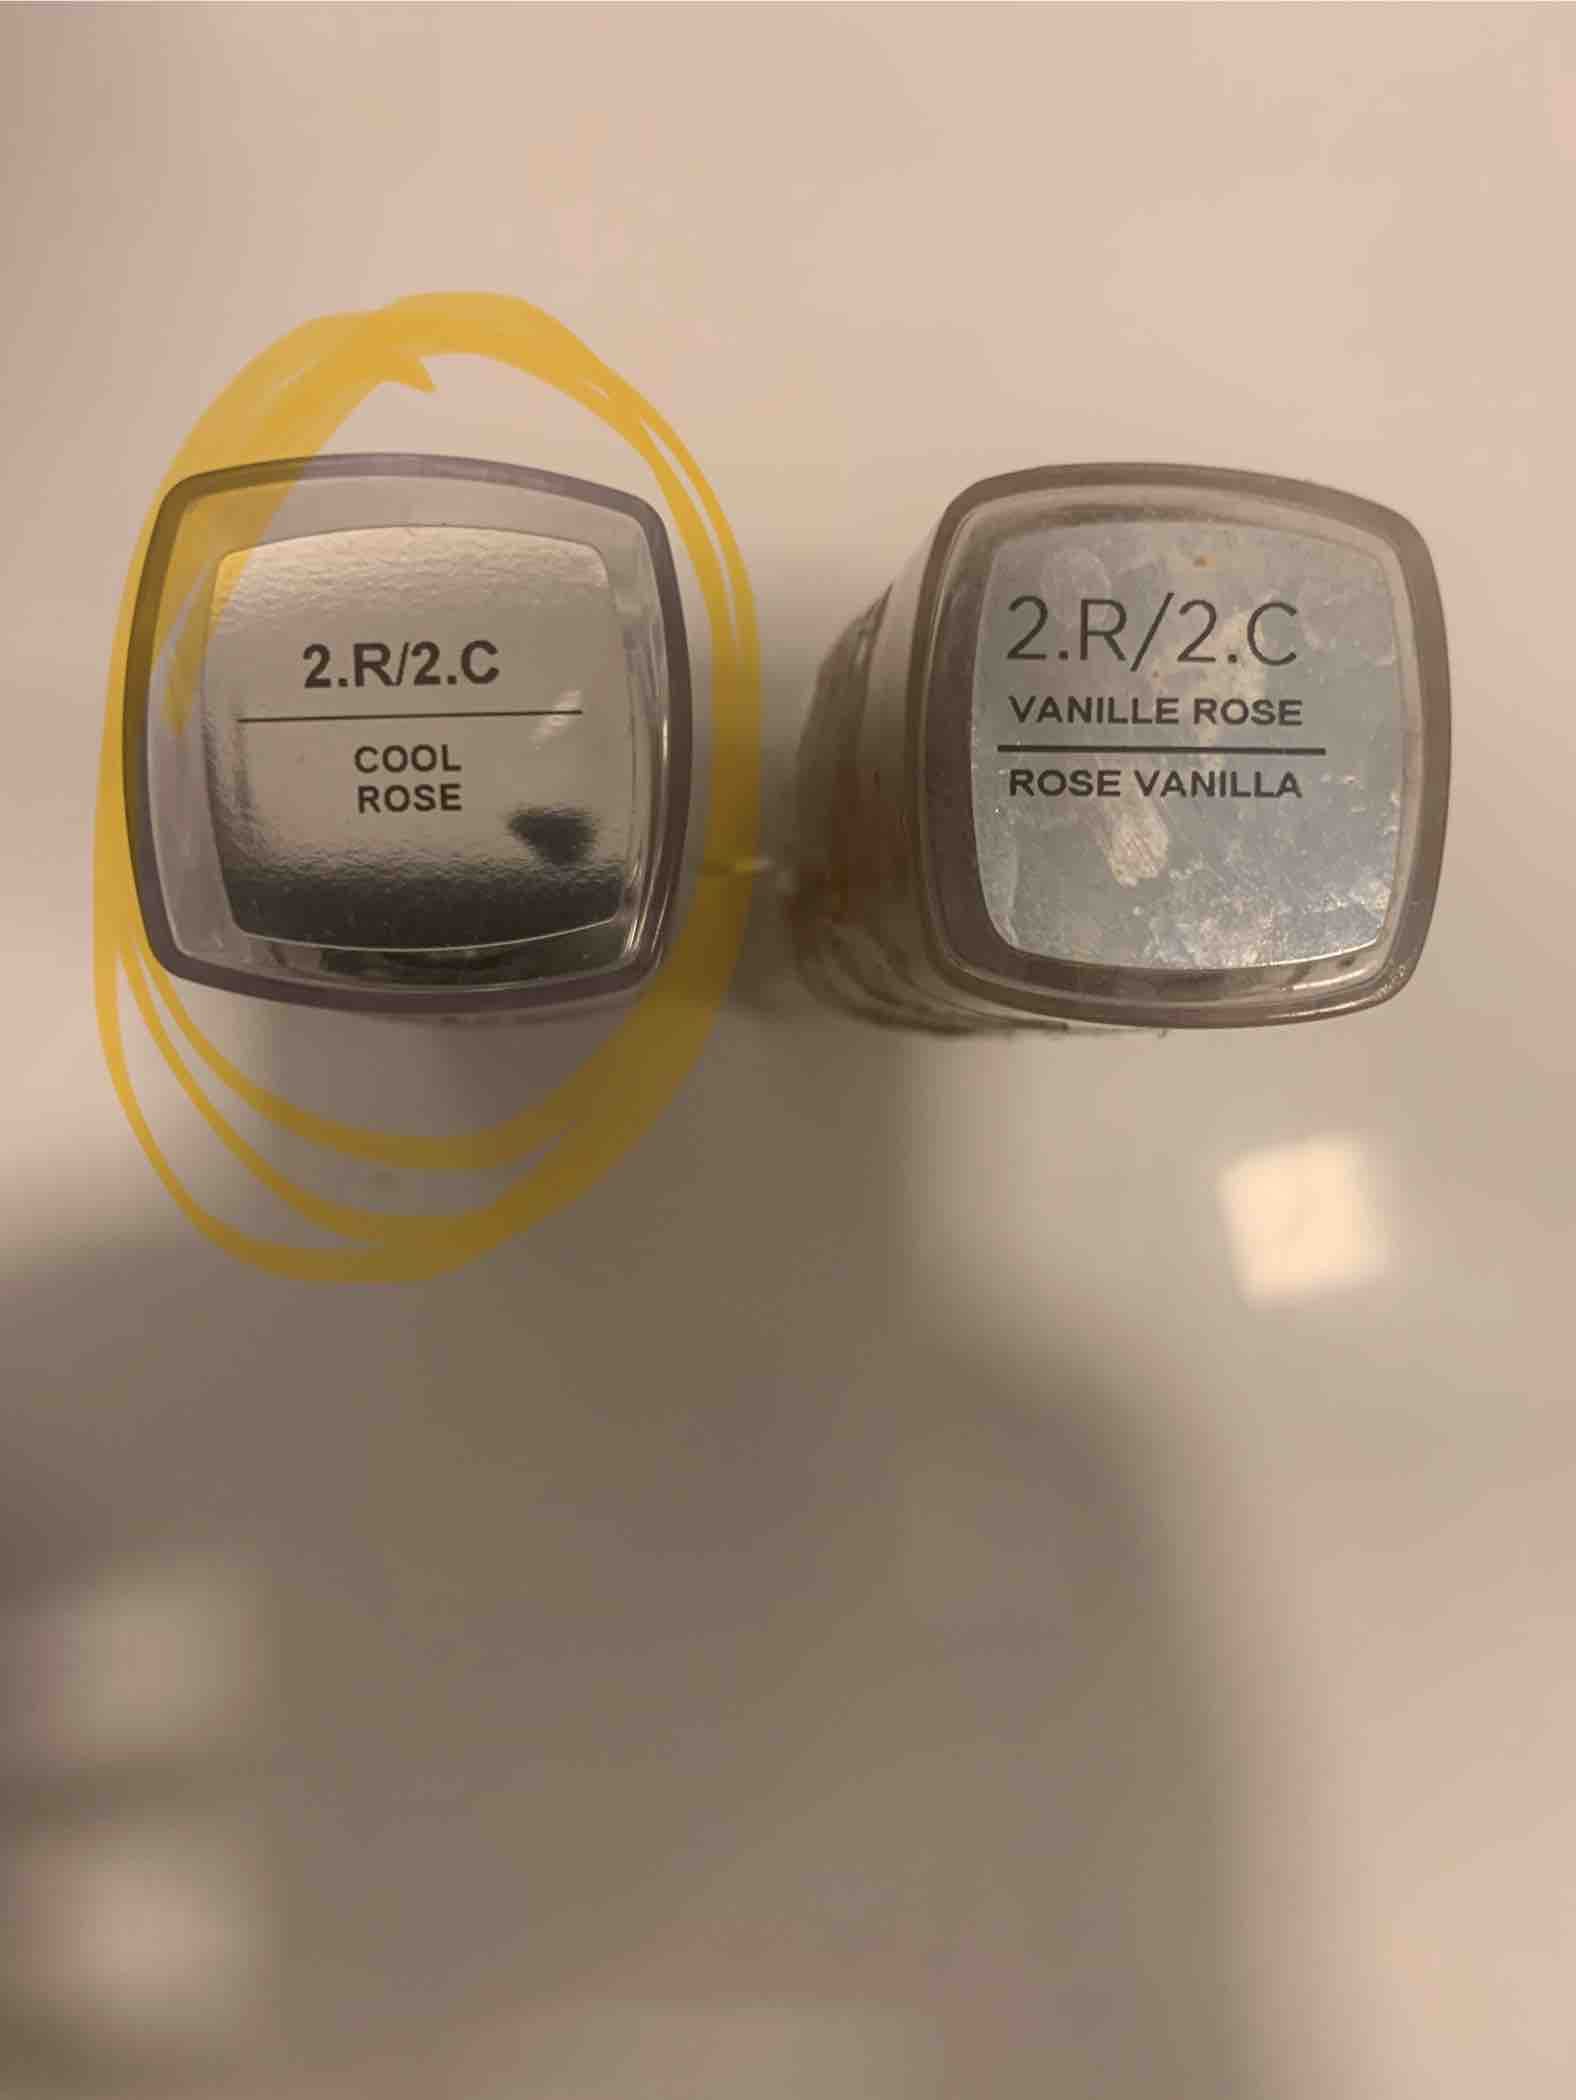 2.R/2.C
COOL
ROSE
2.R/2.C
VANILLE ROSE
ROSE VANILLA